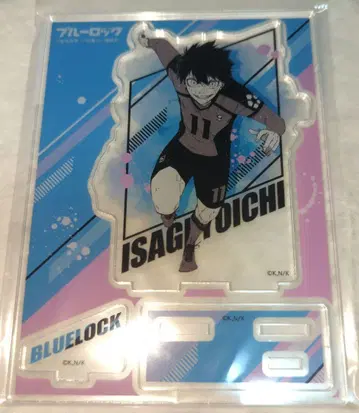 ブルーロック
11
11
ISAGI YOICHI
©K,N/K
BLUELOCK
©K,N/K
©K,N/K